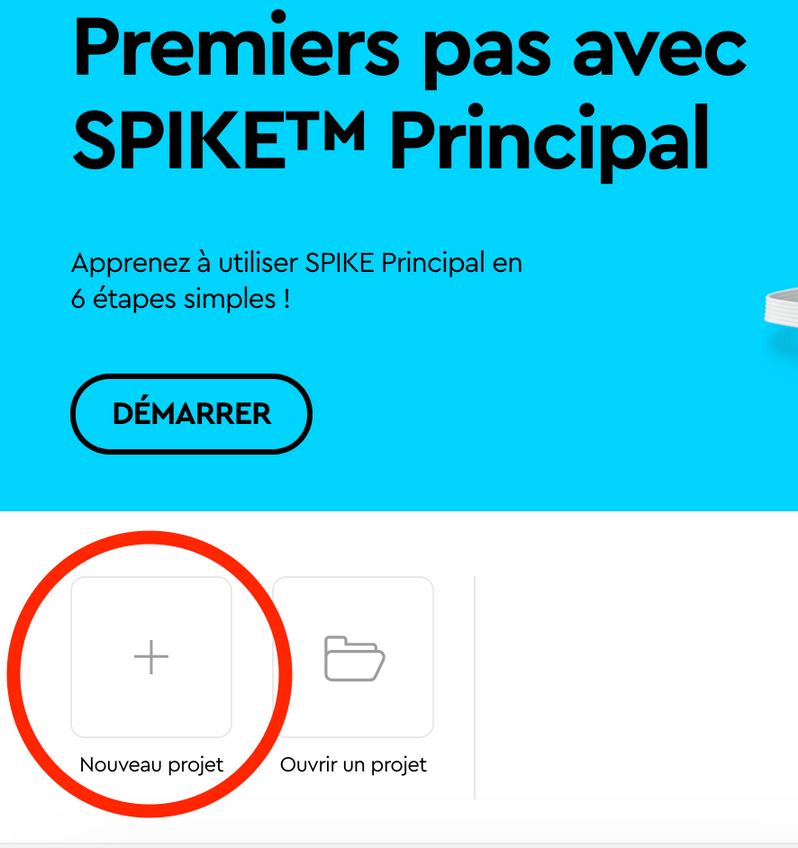 Premiers pas avec
SPIKE™ Principal
Apprenez à utiliser SPIKE Principal en
6 étapes simples !
DÉMARRER
Nouveau projet
Ouvrir un projet